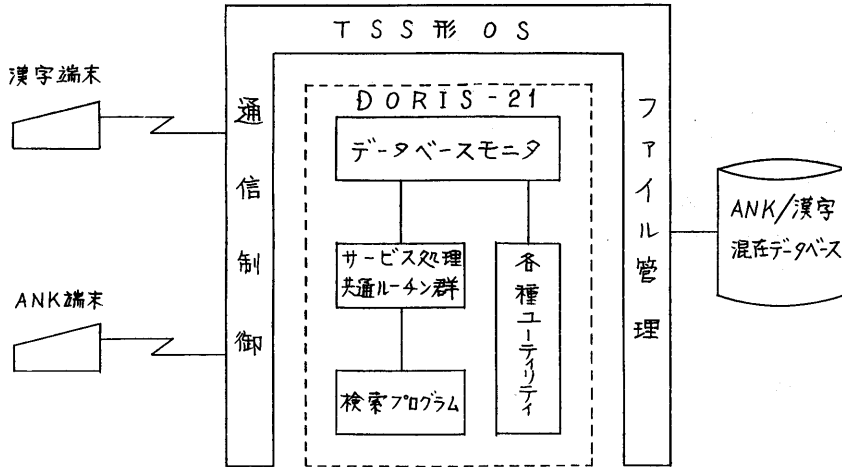 TSS形OS
漢字端末
ANK端末
通信制御
DORIS-21
データベースモニタ
サービス処理
共通ルーチン群
検索プログラム
各種ユーティリティ
ファイル管理
ANK/漢字
混在データベース